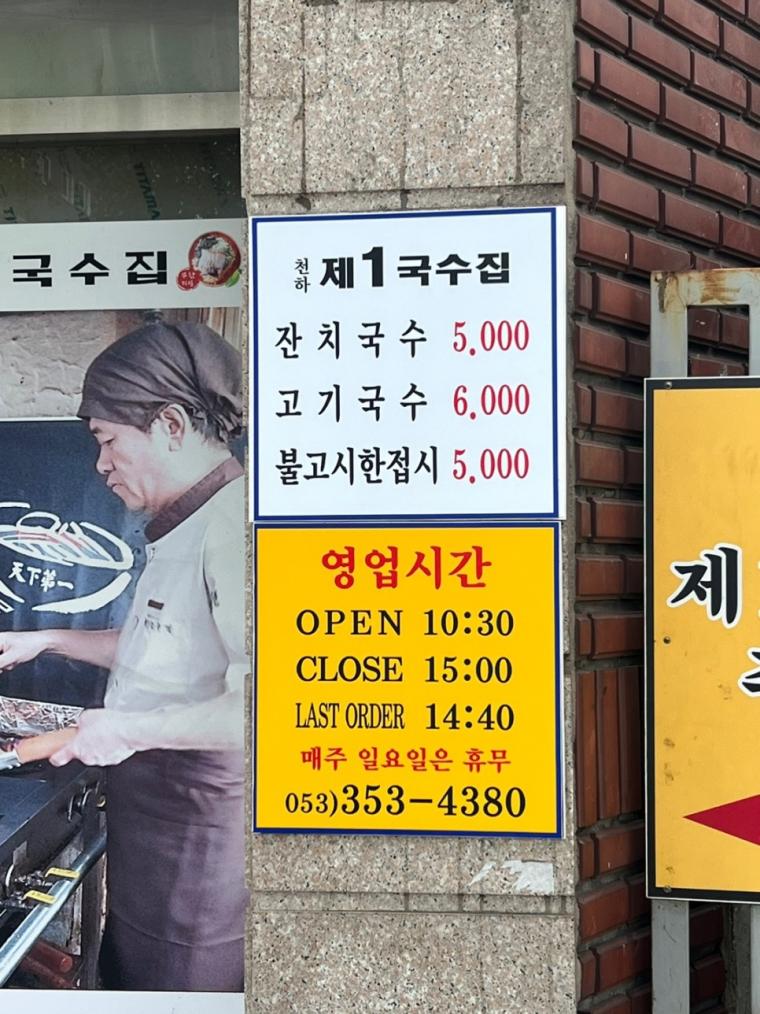 TITAMA
국수집
천하 제1국수집
잔치국수 5,000
고기국수 6,000
불고시한접시 5,000
天下第一
영업시간
OPEN 10:30
CLOSE 15:00
LAST ORDER 14:40
매주 일요일은 휴무
053)353-4380
제